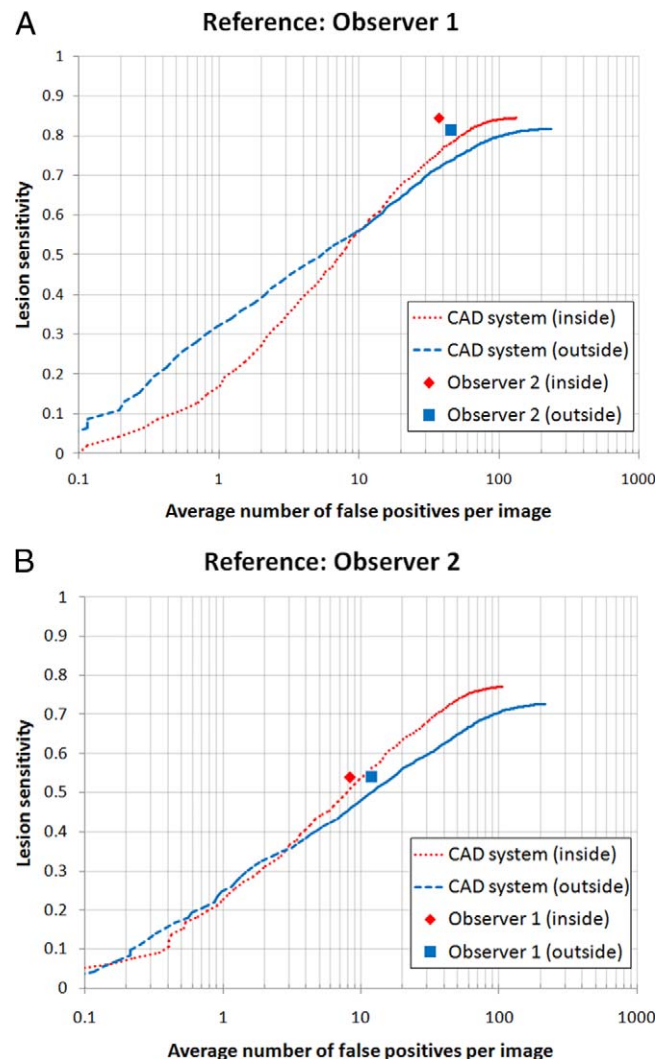 A
Reference: Observer 1
1
0.9
0.8
0.7
0.6
0.5
0.4
0.3
0.2
0.1
0
Lesion sensitivity
CAD system (inside)
CAD system (outside)
Observer 2 (inside)
Observer 2 (outside)
0.1 1 10 100 1000
Average number of false positives per image
B
Reference: Observer 2
1
0.9
0.8
0.7
0.6
0.5
0.4
0.3
0.2
0.1
0
Lesion sensitivity
CAD system (inside)
CAD system (outside)
Observer 1 (inside)
Observer 1 (outside)
0.1 1 10 100 1000
Average number of false positives per image